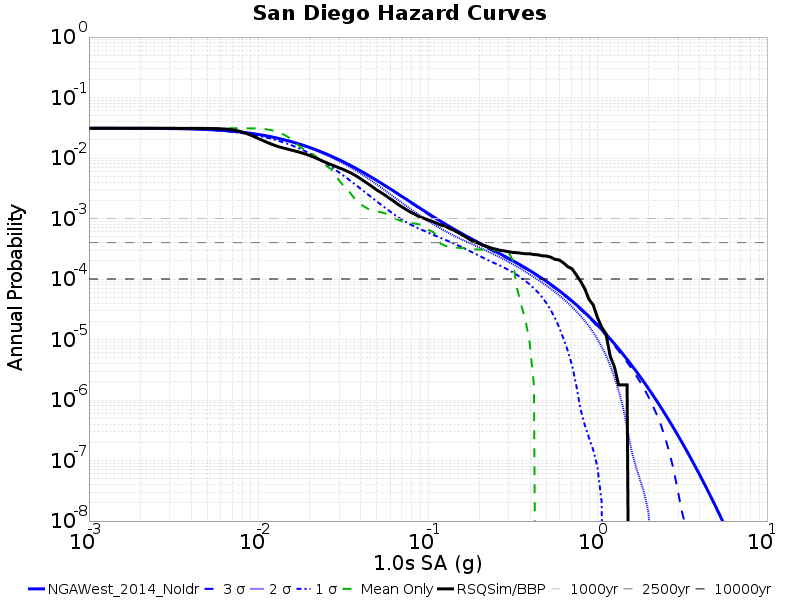 San Diego Hazard Curves
10^0
10^-1
10^-2
10^-3
10^-4
10^-5
10^-6
10^-7
10^-8
Annual Probability
10^-3 10^-2 10^-1 10^0 10^1
1.0s SA (g)
NGAWest_2014_NoIdr 3 σ 2 σ 1 σ Mean Only RSQSim/BBP 1000yr 2500yr 10000yr